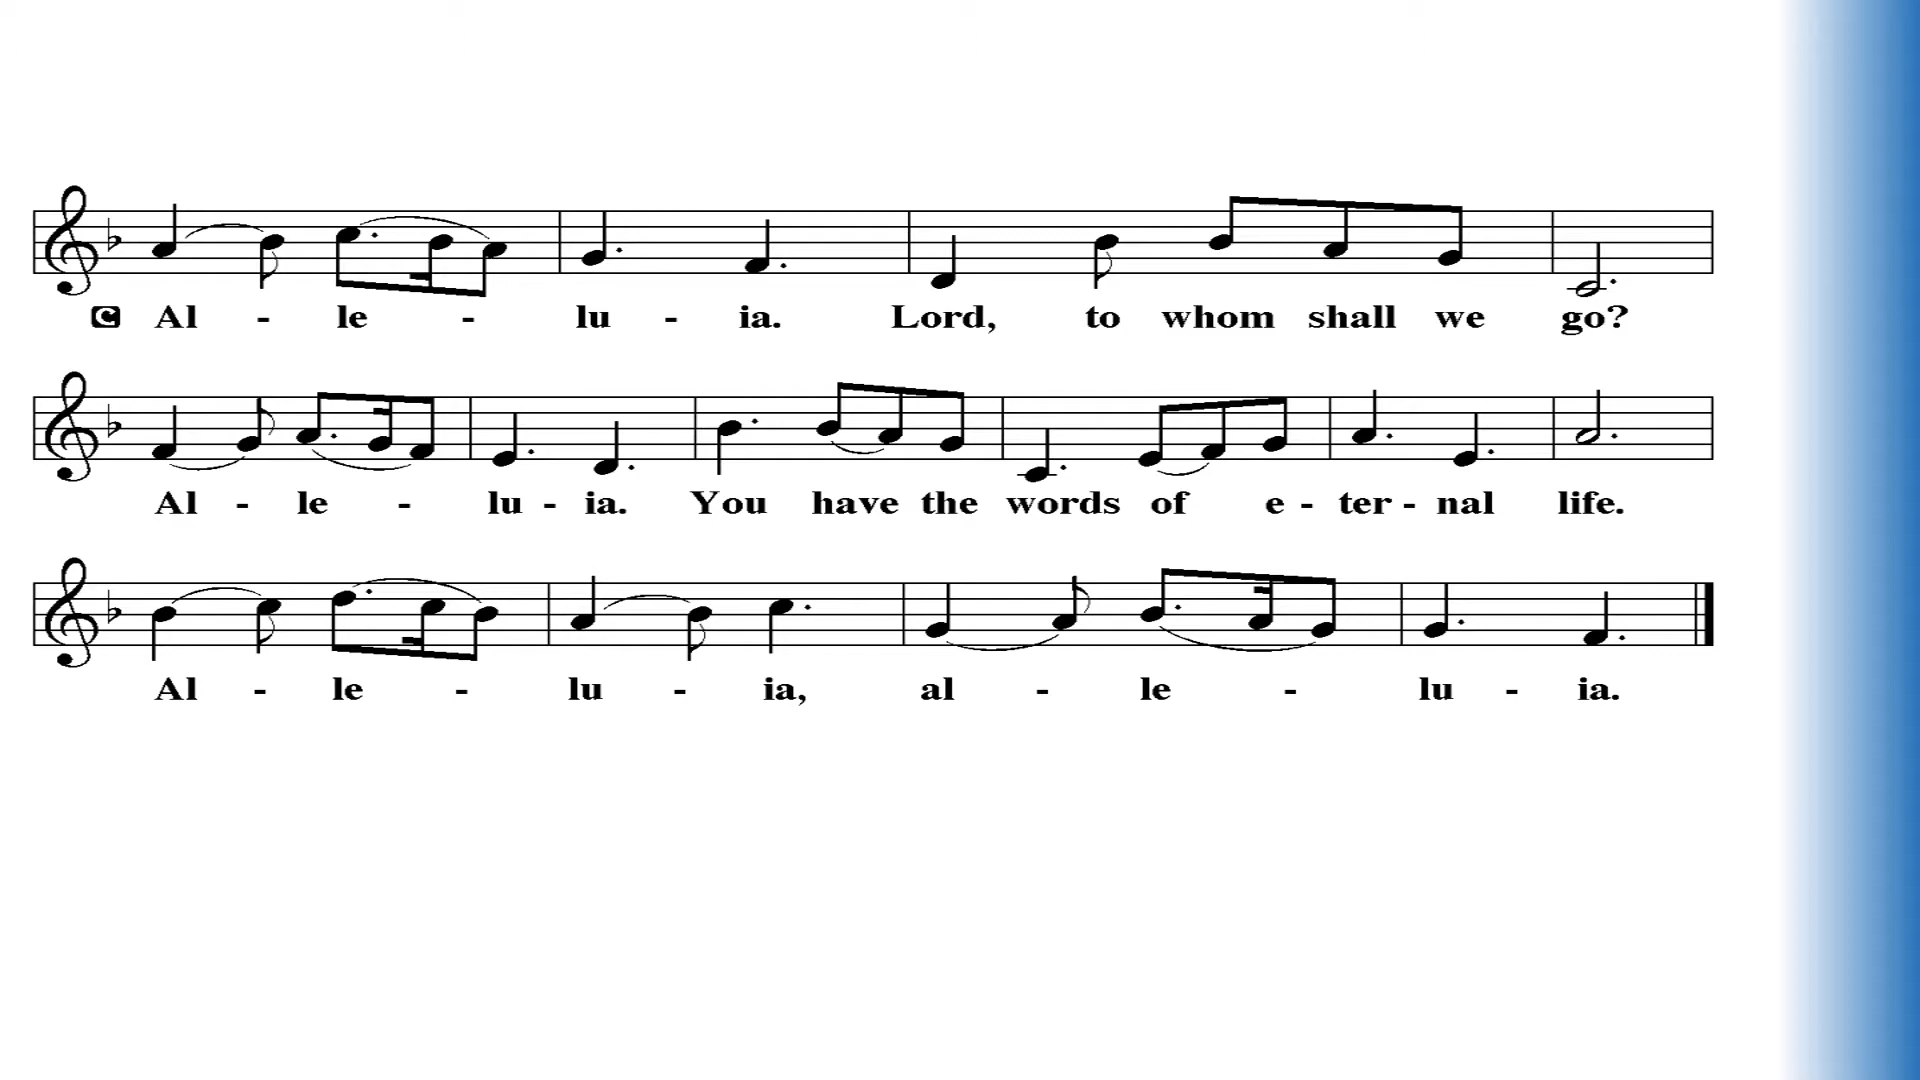 C Al - le - lu - ia. Lord, to whom shall we go?
Al - le - lu - ia. You have the words of e - ter - nal life.
Al - le - lu - ia, al - le - lu - ia.